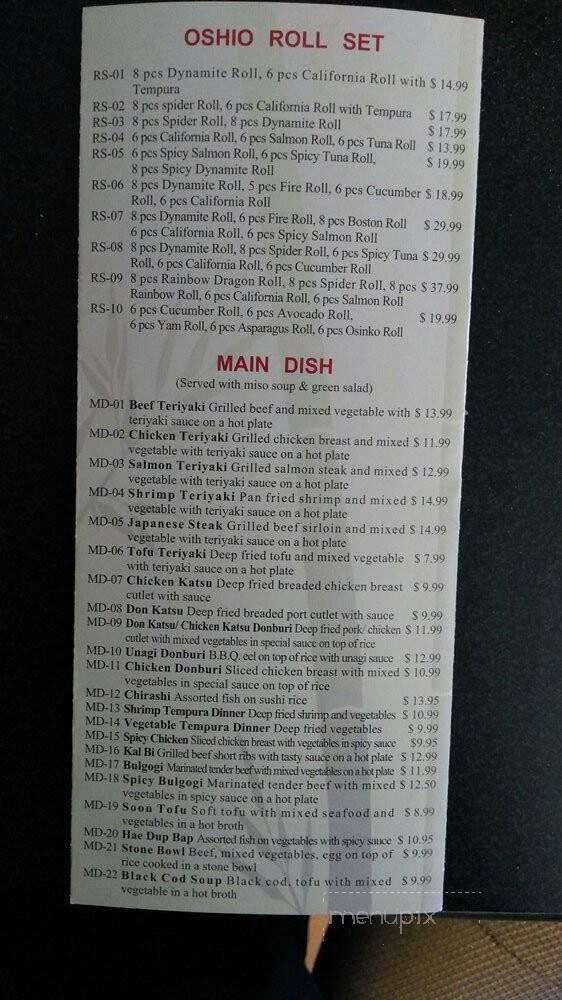 OSHIO ROLL SET
RS-01 8 pcs Dynamite Roll, 6 pcs California Roll with $ 14.99
Tempura
RS-02 8 pcs spider Roll, 6 pcs California Roll with Tempura $ 17.99
RS-03 8 pcs Spider Roll, 8 pcs Dynamite Roll $ 17.99
RS-04 6 pcs California Roll, 6 pcs Salmon Roll, 6 pcs Tuna Roll $ 13.99
RS-05 6 pcs Spicy Salmon Roll, 6 pcs Spicy Tuna Roll, $ 19.99
8 pcs Spicy Dynamite Roll
RS-06 8 pcs Dynamite Roll, 5 pcs Fire Roll, 6 pcs Cucumber $ 18.99
Roll, 6 pcs California Roll
RS-07 8 pcs Dynamite Roll, 6 pcs Fire Roll, 8 pcs Boston Roll $ 29.99
6 pcs California Roll, 6 pcs Spicy Salmon Roll
RS-08 8 pcs Dynamite Roll, 8 pcs Spider Roll, 6 pcs Spicy Tuna $ 29.99
Roll, 6 pcs California Roll, 6 pcs Cucumber Roll
RS-09 8 pcs Rainbow Dragon Roll, 8 pcs Spider Roll, 8 pcs $ 37.99
Rainbow Roll, 6 pcs California Roll, 6 pcs Salmon Roll
RS-10 6 pcs Cucumber Roll, 6 pcs Avocado Roll, $ 19.99
6 pcs Yam Roll, 6 pcs Asparagus Roll, 6 pcs Osinko Roll
MAIN DISH
(Served with miso soup & green salad)
MD-01 Beef Teriyaki Grilled beef and mixed vegetable with $ 13.99
teriyaki sauce on a hot plate
MD-02 Chicken Teriyaki Grilled chicken breast and mixed $ 11.99
vegetable with teriyaki sauce on a hot plate
MD-03 Salmon Teriyaki Grilled salmon steak and mixed $ 12.99
vegetable with teriyaki sauce on a hot plate
MD-04 Shrimp Teriyaki Pan fried shrimp and mixed $ 14.99
vegetable with teriyaki sauce on a hot plate
MD-05 Japanese Steak Grilled beef sirloin and mixed $ 14.99
vegetable with teriyaki sauce on a hot plate
MD-06 Tofu Teriyaki Deep fried tofu and mixed vegetable $ 7.99
with teriyaki sauce on a hot plate
MD-07 Chicken Katsu Deep fried breaded chicken breast $ 9.99
cutlet with sauce
MD-08 Don Katsu Deep fried breaded port cutlet with sauce $ 9.99
MD-09 Don Katsu/ Chicken Katsu Donburi Deep fried pork/ chicken $ 11.99
cutlet with mixed vegetables in special sauce on top of rice
MD-10 Unagi Donburi B.B.Q. eel on top of rice with unagi sauce $ 12.99
MD-11 Chicken Donburi Sliced chicken breast with mixed $ 10.99
vegetables in special sauce on top of rice
MD-12 Chirashi Assorted fish on sushi rice $ 13.95
MD-13 Shrimp Tempura Dinner Deep fried shrimp and vegetables $ 10.99
MD-14 Vegetable Tempura Dinner Deep fried vegetables $ 9.99
MD-15 Spicy Chicken Sliced chicken breast with vegetables in spicy sauce $9.95
MD-16 Kal Bi Grilled beef short ribs with tasty sauce on a hot plate $ 12.99
MD-17 Bulgogi Marinated tender beef with mixed vegetables on a hot plate $ 11.99
MD-18 Spicy Bulgogi Marinated tender beef with mixed $ 12.50
vegetables in spicy sauce on a hot plate
MD-19 Soon Tofu Soft tofu with mixed seafood and $ 8.99
vegetables in a hot broth
MD-20 Hae Dup Bap Assorted fish on vegetables with spicy sauce $ 10.95
MD-21 Stone Bowl Beef, mixed vegetables, egg on top of $ 9.99
rice cooked in a stone bowl
MD-22 Black Cod Soup Black cod, tofu with mixed $ 9.99
vegetable in a hot broth
menupix